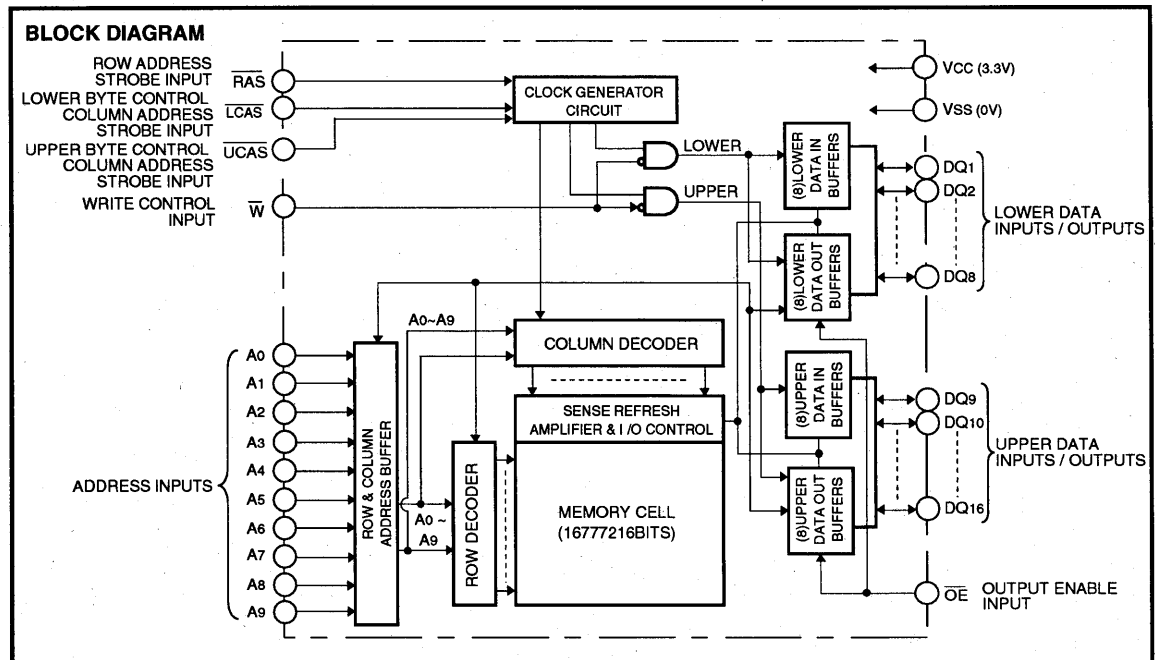 BLOCK DIAGRAM
ROW ADDRESS
STROBE INPUT
RAS
LOWER BYTE CONTROL
COLUMN ADDRESS
STROBE INPUT
LCAS
UPPER BYTE CONTROL
COLUMN ADDRESS
STROBE INPUT
UCAS
WRITE CONTROL
INPUT
W
CLOCK GENERATOR
CIRCUIT
LOWER
UPPER
(8)LOWER
DATA IN
BUFFERS
(8)LOWER
DATA OUT
BUFFERS
VCC (3.3V)
VSS (0V)
DQ1
DQ2
DQ8
LOWER DATA
INPUTS / OUTPUTS
ADDRESS INPUTS
A0
A1
A2
A3
A4
A5
A6
A7
A8
A9
ROW & COLUMN
ADDRESS BUFFER
A0~A9
A0 ~
A9
COLUMN DECODER
ROW DECODER
SENSE REFRESH
AMPLIFIER & I /O CONTROL
MEMORY CELL
(16777216BITS)
(8)UPPER
DATA IN
BUFFERS
(8)UPPER
DATA OUT
BUFFERS
DQ9
DQ10
DQ16
UPPER DATA
INPUTS / OUTPUTS
OE
OUTPUT ENABLE
INPUT